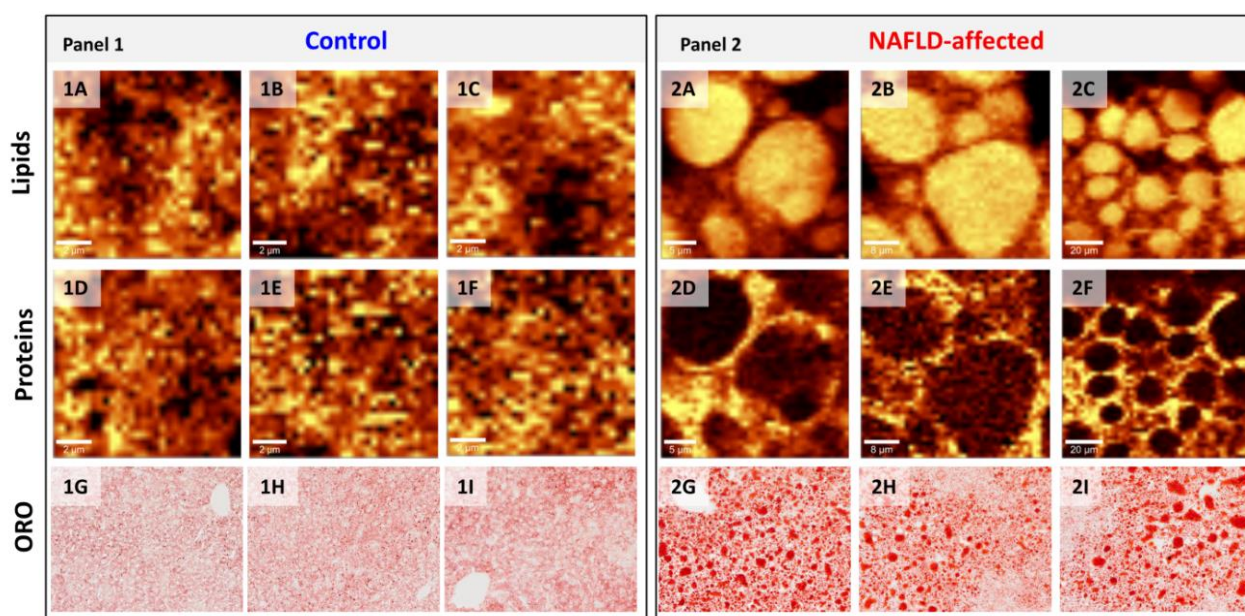 Panel 1 Control
Panel 2 NAFLD-affected
Lipids
1A 1B 1C 2A 2B 2C
2 µm 2 µm 2 µm 5 µm 8 µm 20 µm
Proteins
1D 1E 1F 2D 2E 2F
2 µm 2 µm 2 µm 5 µm 8 µm 20 µm
ORO
1G 1H 1I 2G 2H 2I